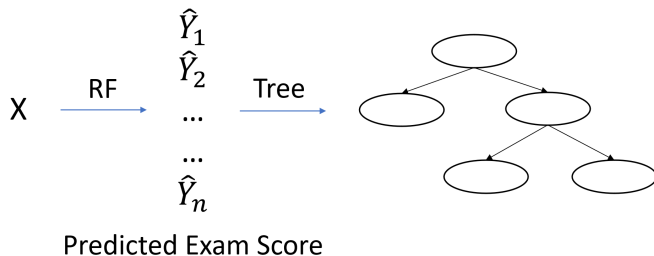 Ŷ₁
Ŷ₂
X RF ... Tree
...
Ŷₙ
Predicted Exam Score